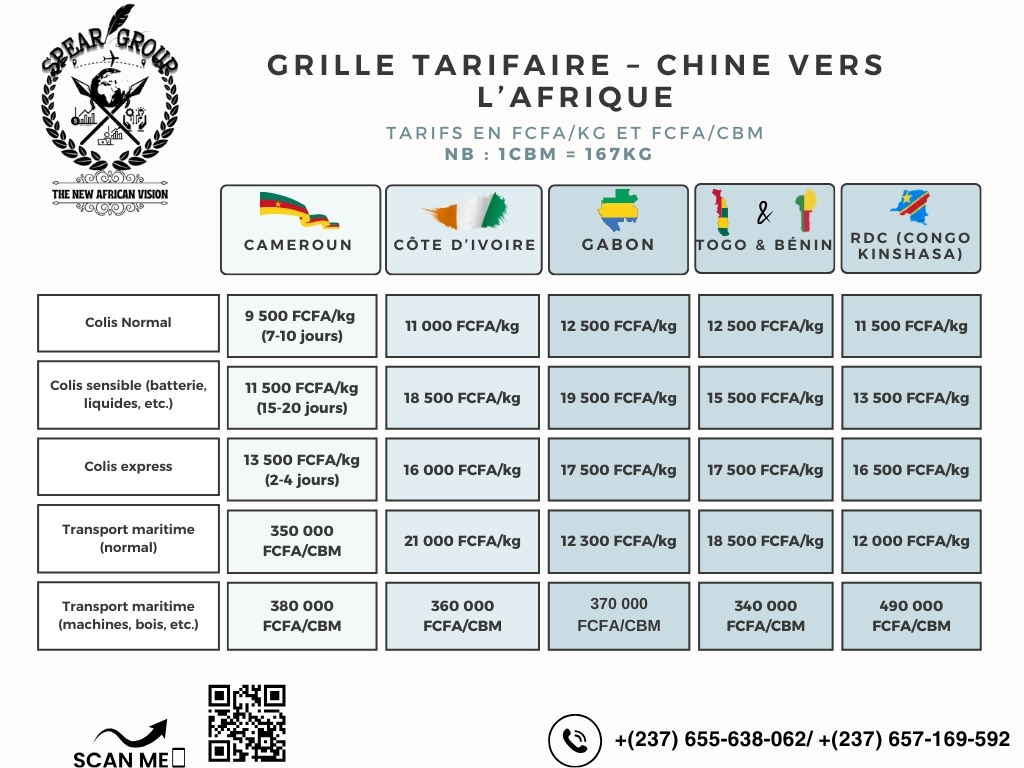 SPEAR GROUP
THE NEW AFRICAN VISION
GRILLE TARIFAIRE – CHINE VERS
L'AFRIQUE
TARIFS EN FCFA/KG ET FCFA/CBM
NB : 1CBM = 167KG
CAMEROUN
CÔTE D'IVOIRE
GABON
&
TOGO & BÉNIN
RDC (CONGO
KINSHASA)
Colis Normal
9 500 FCFA/kg
(7-10 jours)
11 000 FCFA/kg
12 500 FCFA/kg
12 500 FCFA/kg
11 500 FCFA/kg
Colis sensible (batterie,
liquides, etc.)
11 500 FCFA/kg
(15-20 jours)
18 500 FCFA/kg
19 500 FCFA/kg
15 500 FCFA/kg
13 500 FCFA/kg
Colis express
13 500 FCFA/kg
(2-4 jours)
16 000 FCFA/kg
17 500 FCFA/kg
17 500 FCFA/kg
16 500 FCFA/kg
Transport maritime
(normal)
350 000
FCFA/CBM
21 000 FCFA/kg
12 300 FCFA/kg
18 500 FCFA/kg
12 000 FCFA/kg
Transport maritime
(machines, bois, etc.)
380 000
FCFA/CBM
360 000
FCFA/CBM
370 000
FCFA/CBM
340 000
FCFA/CBM
490 000
FCFA/CBM
SCAN ME
+(237) 655-638-062/ +(237) 657-169-592